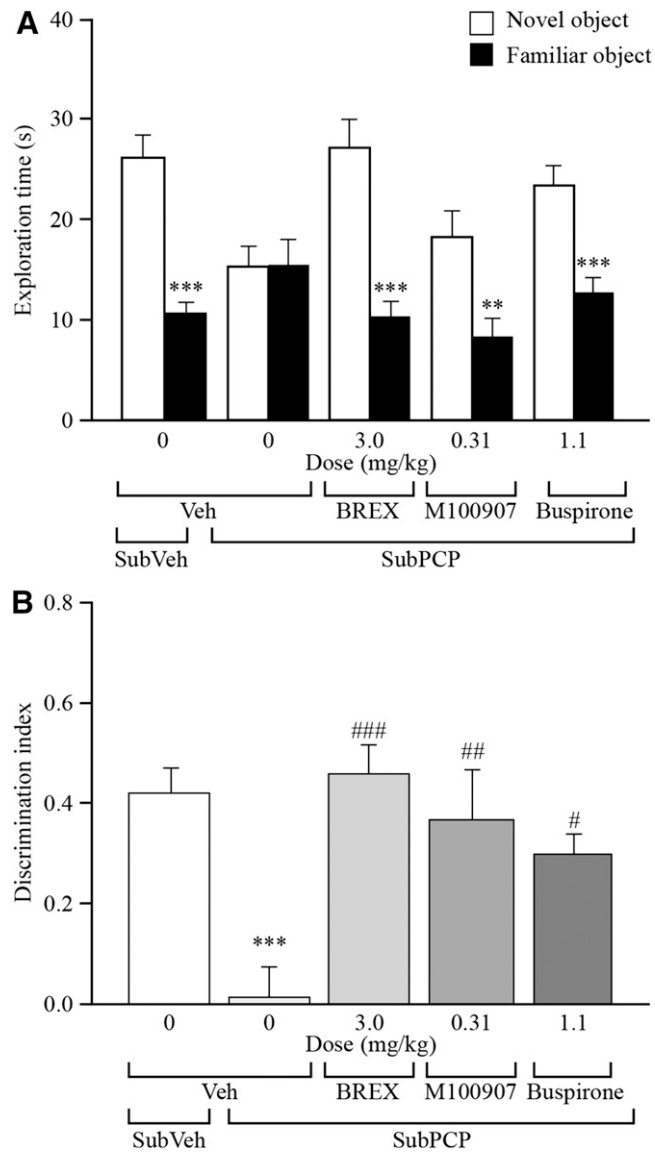 A
Novel object
Familiar object
Exploration time (s)
40
30
20
10
0
***
***
**
***
0 0 3.0 0.31 1.1
Dose (mg/kg)
Veh BREX M100907 Buspirone
SubVeh SubPCP
B
Discrimination index
0.8
0.6
0.4
0.2
0.0
***
###
##
#
0 0 3.0 0.31 1.1
Dose (mg/kg)
Veh BREX M100907 Buspirone
SubVeh SubPCP